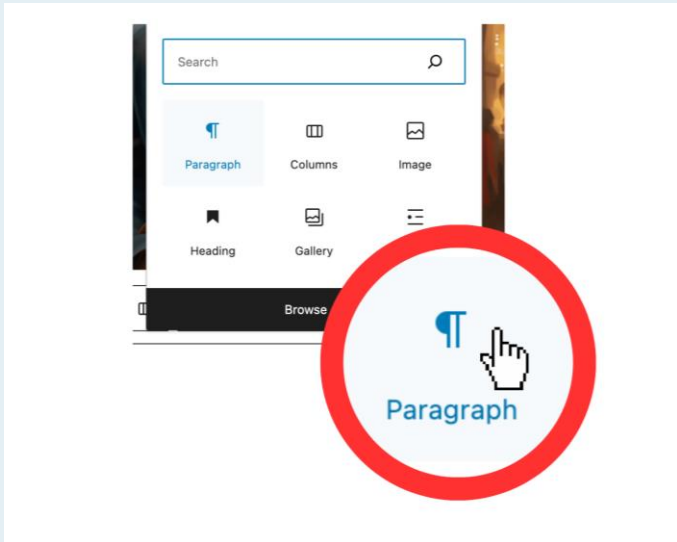 Search
Paragraph Columns Image
Heading Gallery
Browse
Paragraph